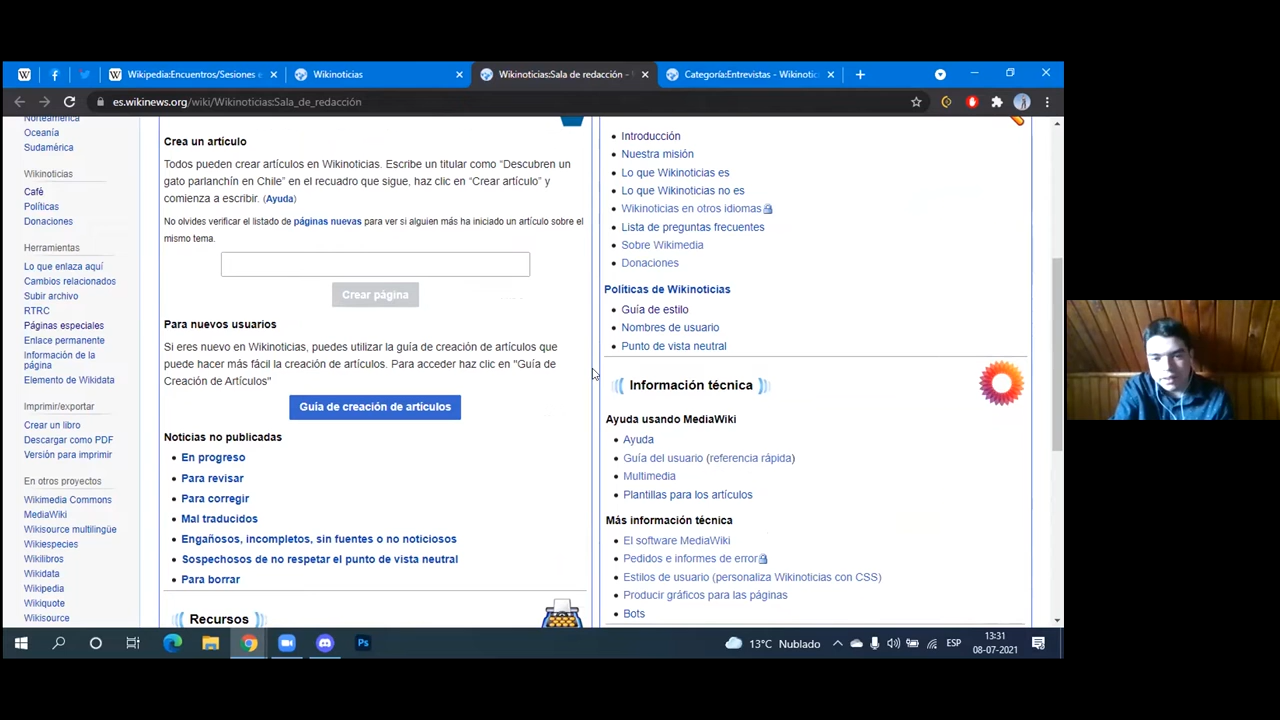 Wikipedia:Encuentros/Sesiones e
Wikinoticias
Wikinoticias:Sala de redacción -
Categoría:Entrevistas - Wikinotic
es.wikinews.org/wiki/Wikinoticias:Sala_de_redacción
Norteamérica
Oceanía
Sudamérica
Wikinoticias
Café
Políticas
Donaciones
Herramientas
Lo que enlaza aquí
Cambios relacionados
Subir archivo
RTRC
Páginas especiales
Enlace permanente
Información de la
página
Elemento de Wikidata
Imprimir/exportar
Crear un libro
Descargar como PDF
Versión para imprimir
En otros proyectos
Wikimedia Commons
MediaWiki
Wikisource multilingüe
Wikiespecies
Wikilibros
Wikidata
Wikipedia
Wikiquote
Wikisource
Crea un artículo
Todos pueden crear artículos en Wikinoticias. Escribe un titular como “Descubren un
gato parlanchín en Chile” en el recuadro que sigue, haz clic en “Crear artículo” y
comienza a escribir. (Ayuda)
No olvides verificar el listado de páginas nuevas para ver si alguien más ha iniciado un artículo sobre el
mismo tema.
Crear página
Para nuevos usuarios
Si eres nuevo en Wikinoticias, puedes utilizar la guía de creación de artículos que
puede hacer más fácil la creación de artículos. Para acceder haz clic en "Guía de
Creación de Artículos"
Guía de creación de artículos
Noticias no publicadas
En progreso
Para revisar
Para corregir
Mal traducidos
Engañosos, incompletos, sin fuentes o no noticiosos
Sospechosos de no respetar el punto de vista neutral
Para borrar
Recursos
Introducción
Nuestra misión
Lo que Wikinoticias es
Lo que Wikinoticias no es
Wikinoticias en otros idiomas
Lista de preguntas frecuentes
Sobre Wikimedia
Donaciones
Políticas de Wikinoticias
Guía de estilo
Nombres de usuario
Punto de vista neutral
Información técnica
Ayuda usando MediaWiki
Ayuda
Guía del usuario (referencia rápida)
Multimedia
Plantillas para los artículos
Más información técnica
El software MediaWiki
Pedidos e informes de error
Estilos de usuario (personaliza Wikinoticias con CSS)
Producir gráficos para las páginas
Bots
13°C Nublado
ESP
13:31
08-07-2021